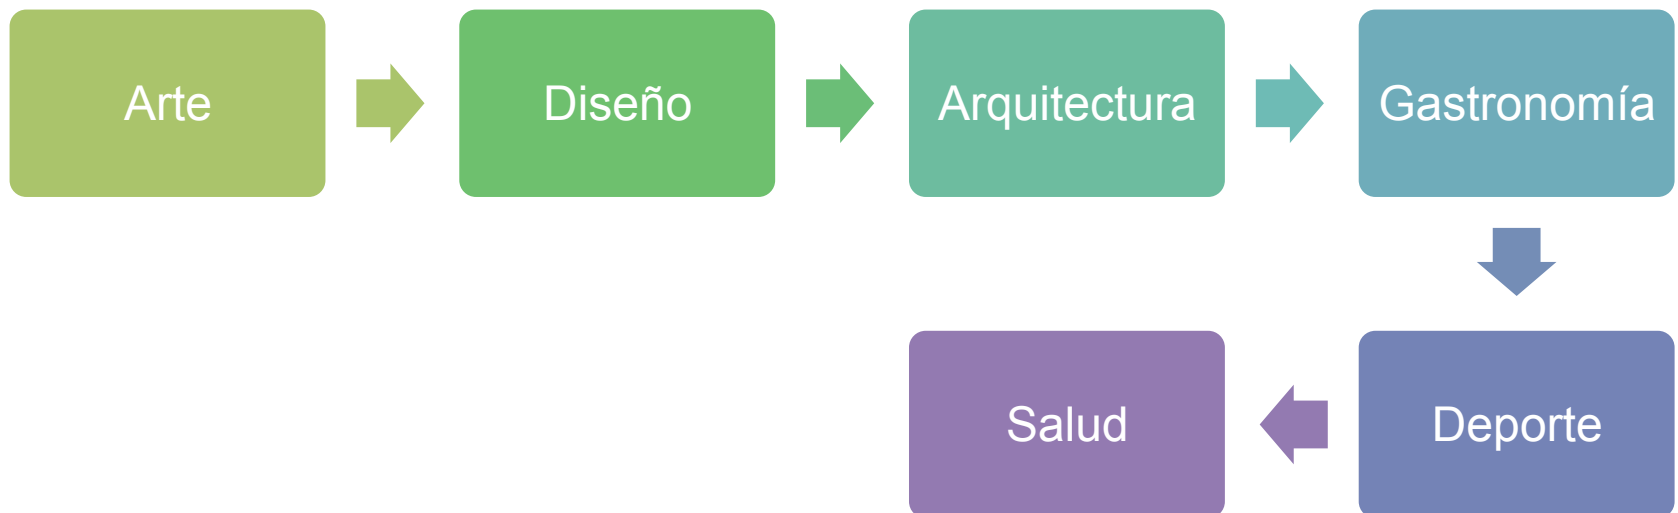 Arte
Diseño
Arquitectura
Gastronomía
Deporte
Salud